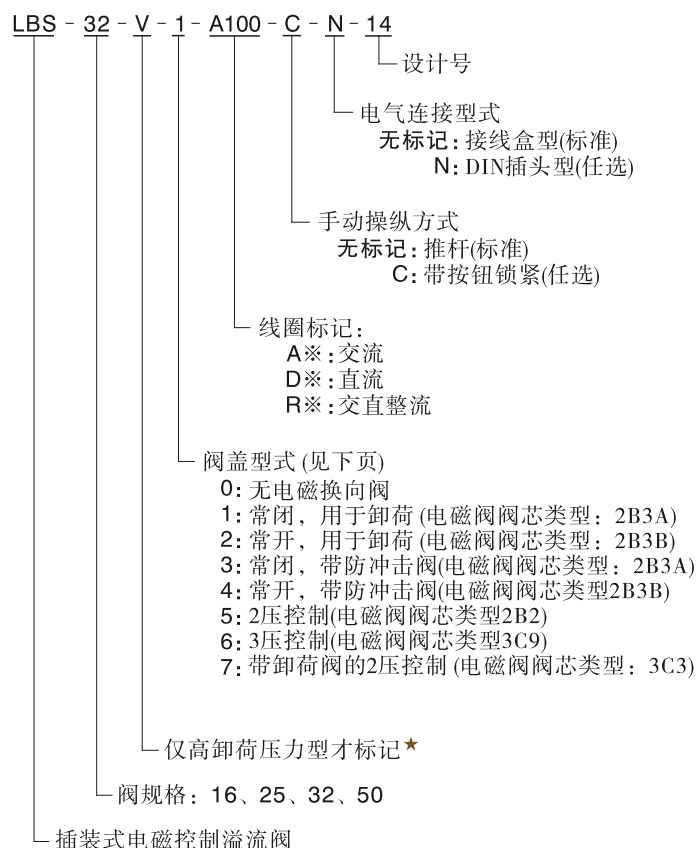 LBS - 32 - V - 1 - A100 - C - N - 14
设计号
电气连接型式
无标记：接线盒型(标准)
N：DIN插头型(任选)
手动操纵方式
无标记：推杆(标准)
C：带按钮锁紧(任选)
线圈标记：
A※：交流
D※：直流
R※：交直整流
阀盖型式 (见下页)
0：无电磁换向阀
1：常闭，用于卸荷 (电磁阀阀芯类型：2B3A)
2：常开，用于卸荷 (电磁阀阀芯类型：2B3B)
3：常闭，带防冲击阀(电磁阀阀芯类型：2B3A)
4：常开，带防冲击阀(电磁阀阀芯类型2B3B)
5：2压控制(电磁阀阀芯类型2B2)
6：3压控制(电磁阀阀芯类型3C9)
7：带卸荷阀的2压控制 (电磁阀阀芯类型：3C3)
仅高卸荷压力型才标记★
阀规格：16、25、32、50
插装式电磁控制溢流阀